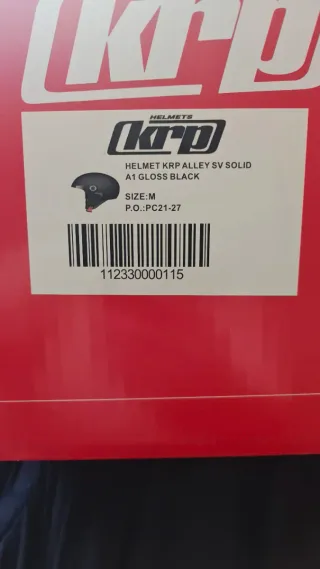 krp
HELMETS
krp
HELMET KRP ALLEY SV SOLID
A1 GLOSS BLACK
SIZE:M
P.O.:PC21-27
112330000115